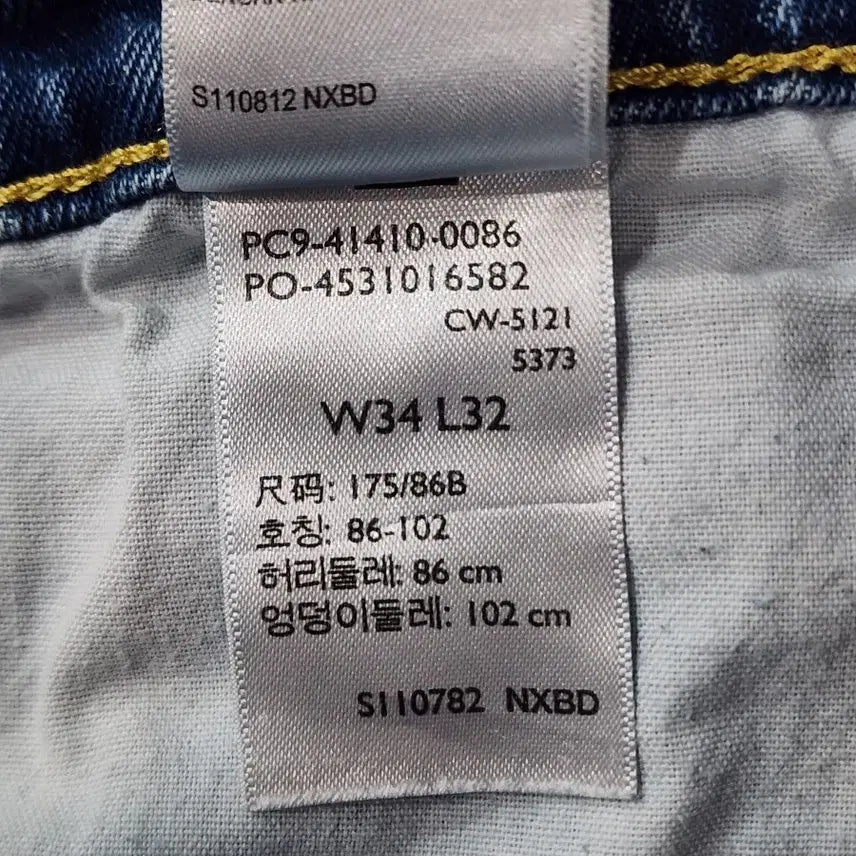 S110812 NXBD
PC9-41410-0086
PO-4531016582
CW-5121
5373
W34 L32
尺码: 175/86B
호칭: 86-102
허리둘레: 86 cm
엉덩이둘레: 102 cm
S110782 NXBD